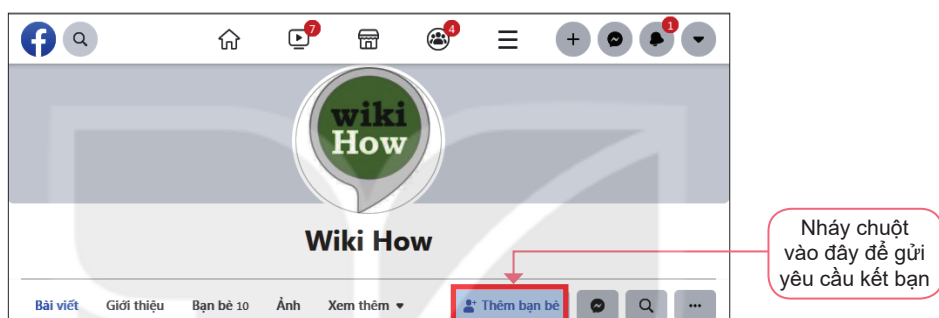 7
4
1
wiki
How
Wiki How
Nháy chuột
vào đây để gửi
yêu cầu kết bạn
Bài viết Giới thiệu Bạn bè 10 Ảnh Xem thêm Thêm bạn bè